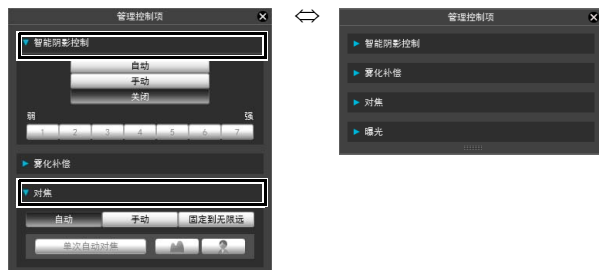 管理控制项
智能阴影控制
自动
手动
关闭
弱 强
1 2 3 4 5 6 7
雾化补偿
对焦
自动 手动 固定到无限远
单次自动对焦
管理控制项
智能阴影控制
雾化补偿
对焦
曝光